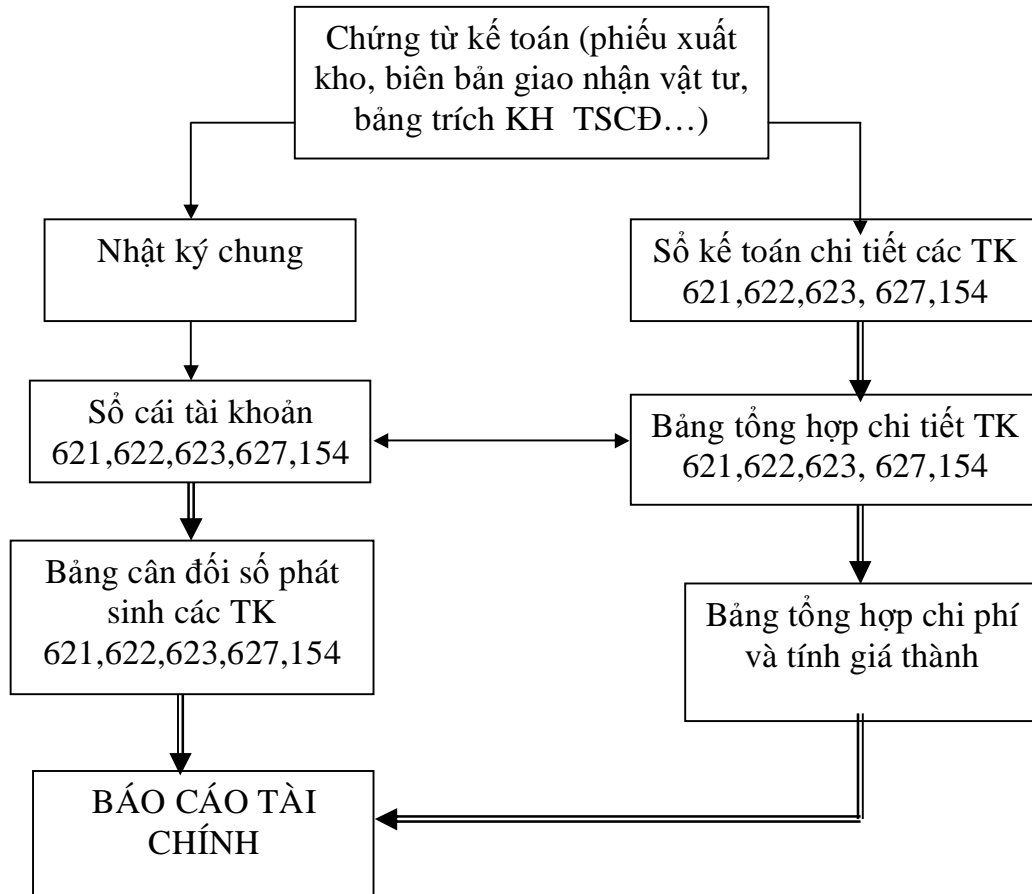 Chứng từ kế toán (phiếu xuất
kho, biên bản giao nhận vật tư,
bảng trích KH TSCĐ…)
Nhật ký chung
Sổ kế toán chi tiết các TK
621,622,623, 627,154
Sổ cái tài khoản
621,622,623,627,154
Bảng tổng hợp chi tiết TK
621,622,623, 627,154
Bảng cân đối số phát
sinh các TK
621,622,623,627,154
Bảng tổng hợp chi phí
và tính giá thành
BÁO CÁO TÀI
CHÍNH